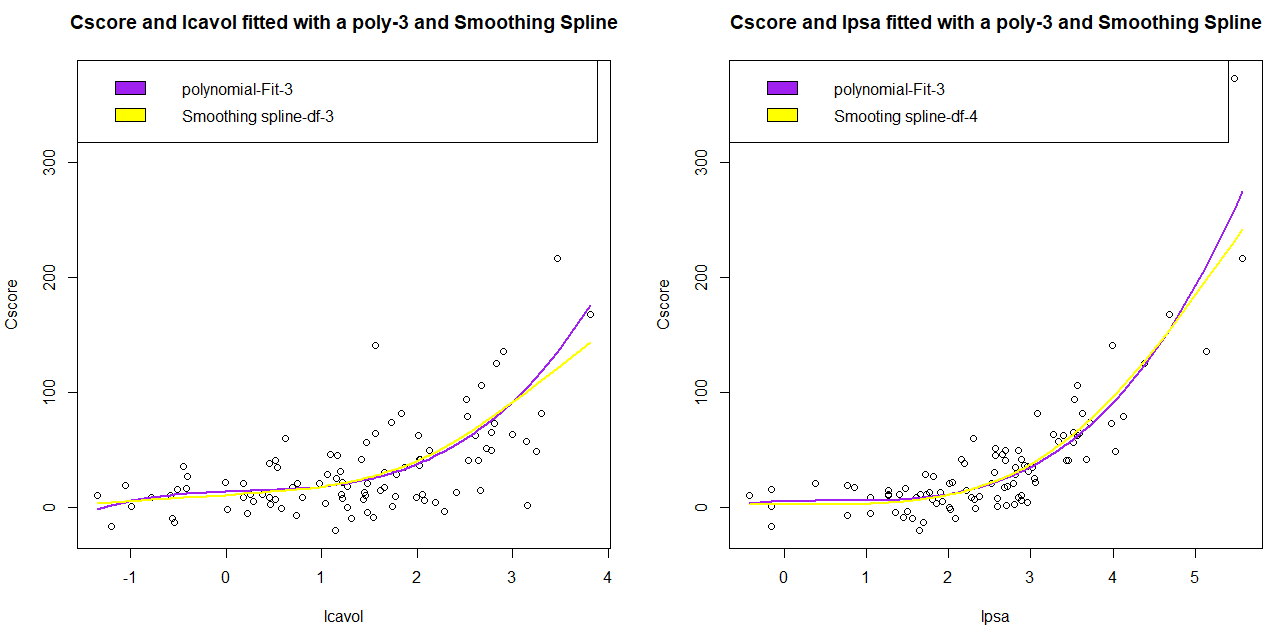 Cscore and lcavol fitted with a poly-3 and Smoothing Spline
polynomial-Fit-3
Smoothing spline-df-3
Cscore
0
100
200
300
-1
0
1
2
3
4
lcavol
Cscore and lpsa fitted with a poly-3 and Smoothing Spline
polynomial-Fit-3
Smooting spline-df-4
Cscore
0
100
200
300
0
1
2
3
4
5
lpsa